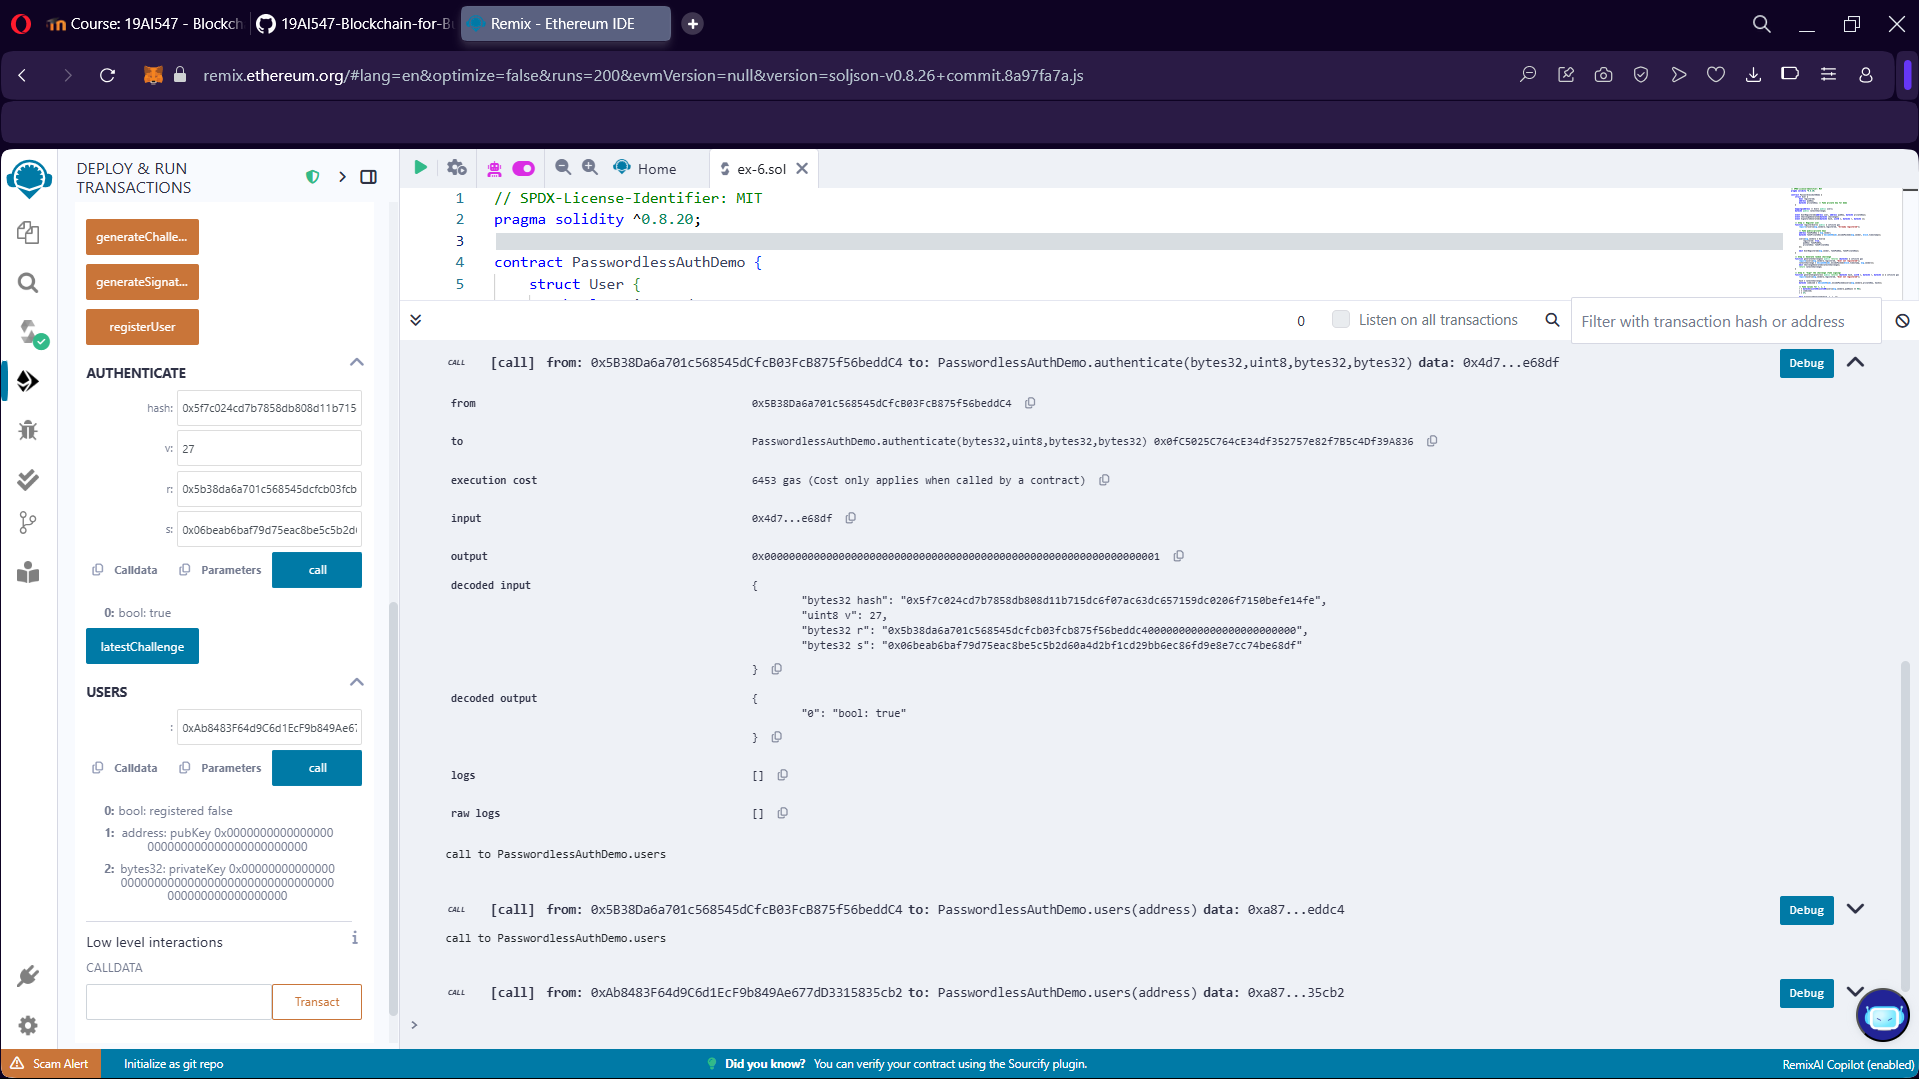 Course: 19AI547 - Blockch
19AI547-Blockchain-for-Bu
Remix - Ethereum IDE
remix.ethereum.org/#lang=en&optimize=false&runs=200&evmVersion=null&version=soljson-v0.8.26+commit.8a97fa7a.js
DEPLOY & RUN
TRANSACTIONS
Home
ex-6.sol
1 // SPDX-License-Identifier: MIT
2 pragma solidity ^0.8.20;
3
4 contract PasswordlessAuthDemo {
5 struct User {
generateChalle...
generateSignat...
registerUser
AUTHENTICATE
hash: 0x5f7c024cd7b7858db808d11b715
v: 27
r: 0x5b38da6a701c568545dcfcb03fcb
s: 0x06beab6baf79d75eac8be5c5b2d6
Calldata Parameters call
0: bool: true
latestChallenge
USERS
: 0xAb8483F64d9C6d1EcF9b849Ae67
Calldata Parameters call
0: bool: registered false
1: address: pubKey 0x0000000000000000
000000000000000000000000
2: bytes32: privateKey 0x00000000000000
Low level interactions
CALLDATA
Transact
0 Listen on all transactions Filter with transaction hash or address
CALL [call] from: 0x5B38Da6a701c568545dCfcB03FcB875f56beddC4 to: PasswordlessAuthDemo.authenticate(bytes32,uint8,bytes32,bytes32) data: 0x4d7...e68df Debug
from 0x5B38Da6a701c568545dCfcB03FcB875f56beddC4
to PasswordlessAuthDemo.authenticate(bytes32,uint8,bytes32,bytes32) 0x0fC5025C764cE34df352757e82f7B5c4Df39A836
execution cost 6453 gas (Cost only applies when called by a contract)
input 0x4d7...e68df
output 0x0000000000000000000000000000000000000000000000000000000000000001
decoded input {
"bytes32 hash": "0x5f7c024cd7b7858db808d11b715dc6f07ac63dc657159dc0206f7150befe14fe",
"uint8 v": 27,
"bytes32 r": "0x5b38da6a701c568545dcfcb03fcb875f56beddc4000000000000000000000000",
"bytes32 s": "0x06beab6baf79d75eac8be5c5b2d60a4d2bf1cd29bb6ec86fd9e8e7cc74be68df"
}
decoded output {
"0": "bool: true"
}
logs []
raw logs []
call to PasswordlessAuthDemo.users
CALL [call] from: 0x5B38Da6a701c568545dCfcB03FcB875f56beddC4 to: PasswordlessAuthDemo.users(address) data: 0xa87...eddc4 Debug
call to PasswordlessAuthDemo.users
CALL [call] from: 0xAb8483F64d9C6d1EcF9b849Ae677dD3315835cb2 to: PasswordlessAuthDemo.users(address) data: 0xa87...35cb2 Debug
>
Scam Alert Initialize as git repo Did you know? You can verify your contract using the Sourcify plugin. RemixAI Copilot (enabled)